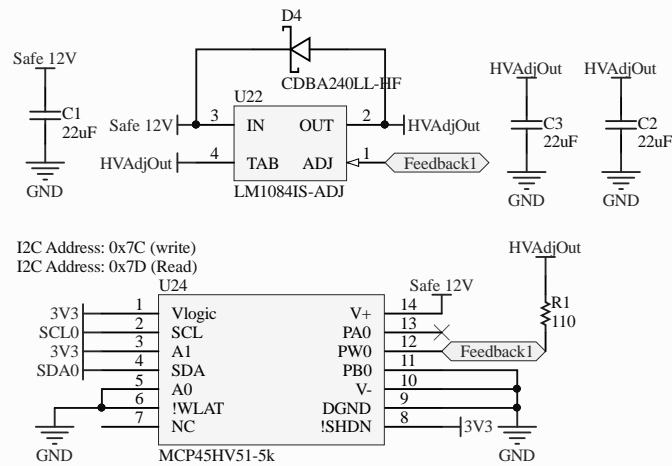 D4
Safe 12V
CDBA240LL-HF
HVAdjOut
HVAdjOut
C1
22uF
GND
U22
Safe 12V
3
IN
OUT
2
HVAdjOut
HVAdjOut
4
TAB
ADJ
1
Feedback1
LM1084IS-ADJ
C3
22uF
GND
C2
22uF
GND
I2C Address: 0x7C (write)
I2C Address: 0x7D (Read)
U24
Safe 12V
HVAdjOut
R1
110
3V3
1
Vlogic
V+
14
SCL0
2
SCL
PA0
13
3V3
3
A1
PW0
12
Feedback1
SDA0
4
SDA
PB0
11
5
A0
V-
10
6
!WLAT
DGND
9
7
NC
!SHDN
8
3V3
GND
GND
MCP45HV51-5k